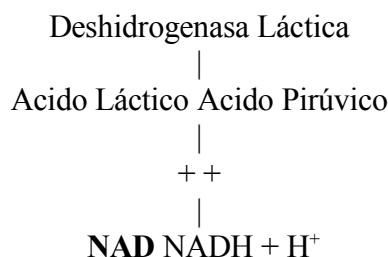 Deshidrogenasa Láctica
|
Acido Láctico Acido Pirúvico
|
+ +
|
NAD NADH + H⁺